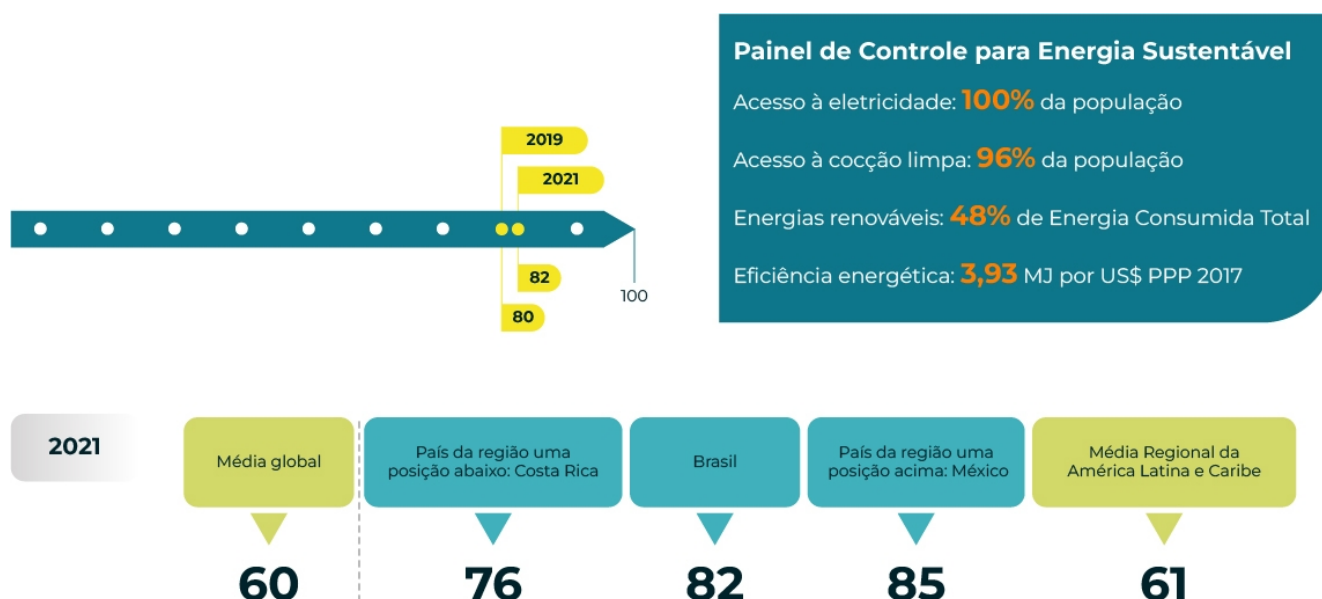 2019
2021
82
80
100
Painel de Controle para Energia Sustentável
Acesso à eletricidade: 100% da população
Acesso à cocção limpa: 96% da população
Energias renováveis: 48% de Energia Consumida Total
Eficiência energética: 3,93 MJ por US$ PPP 2017
2021
Média global
60
País da região uma
posição abaixo: Costa Rica
76
Brasil
82
País da região uma
posição acima: México
85
Média Regional da
América Latina e Caribe
61